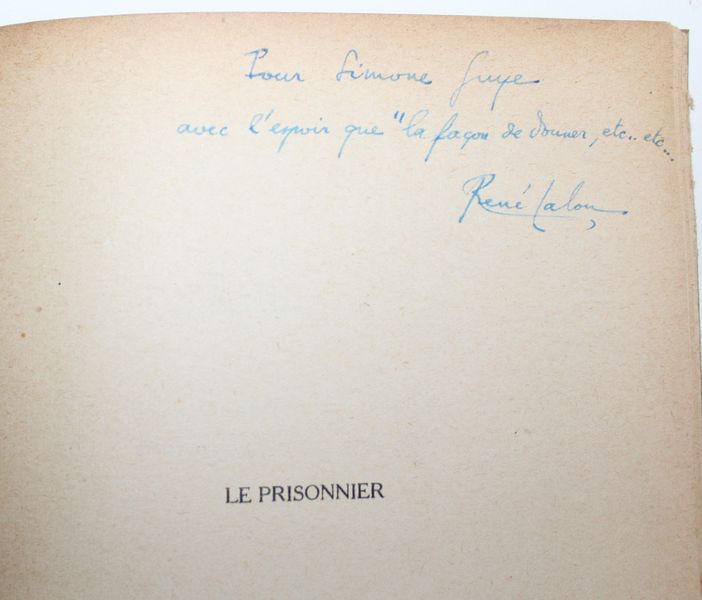 Pour Simone Guye
avec l'espoir que "la façon de donner, etc.. etc...
René Lalou
LE PRISONNIER